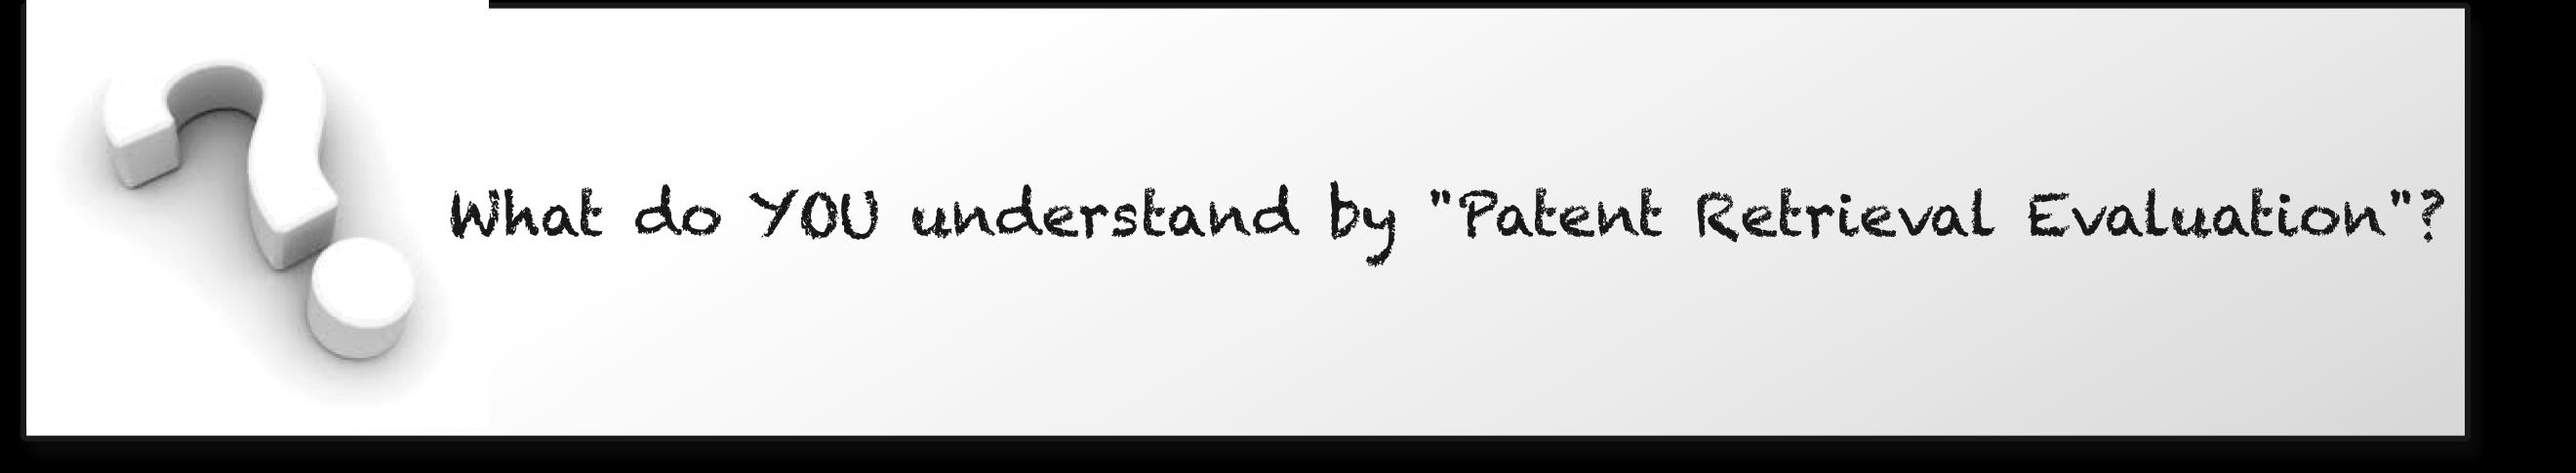 What do YOU understand by "Patent Retrieval Evaluation"?